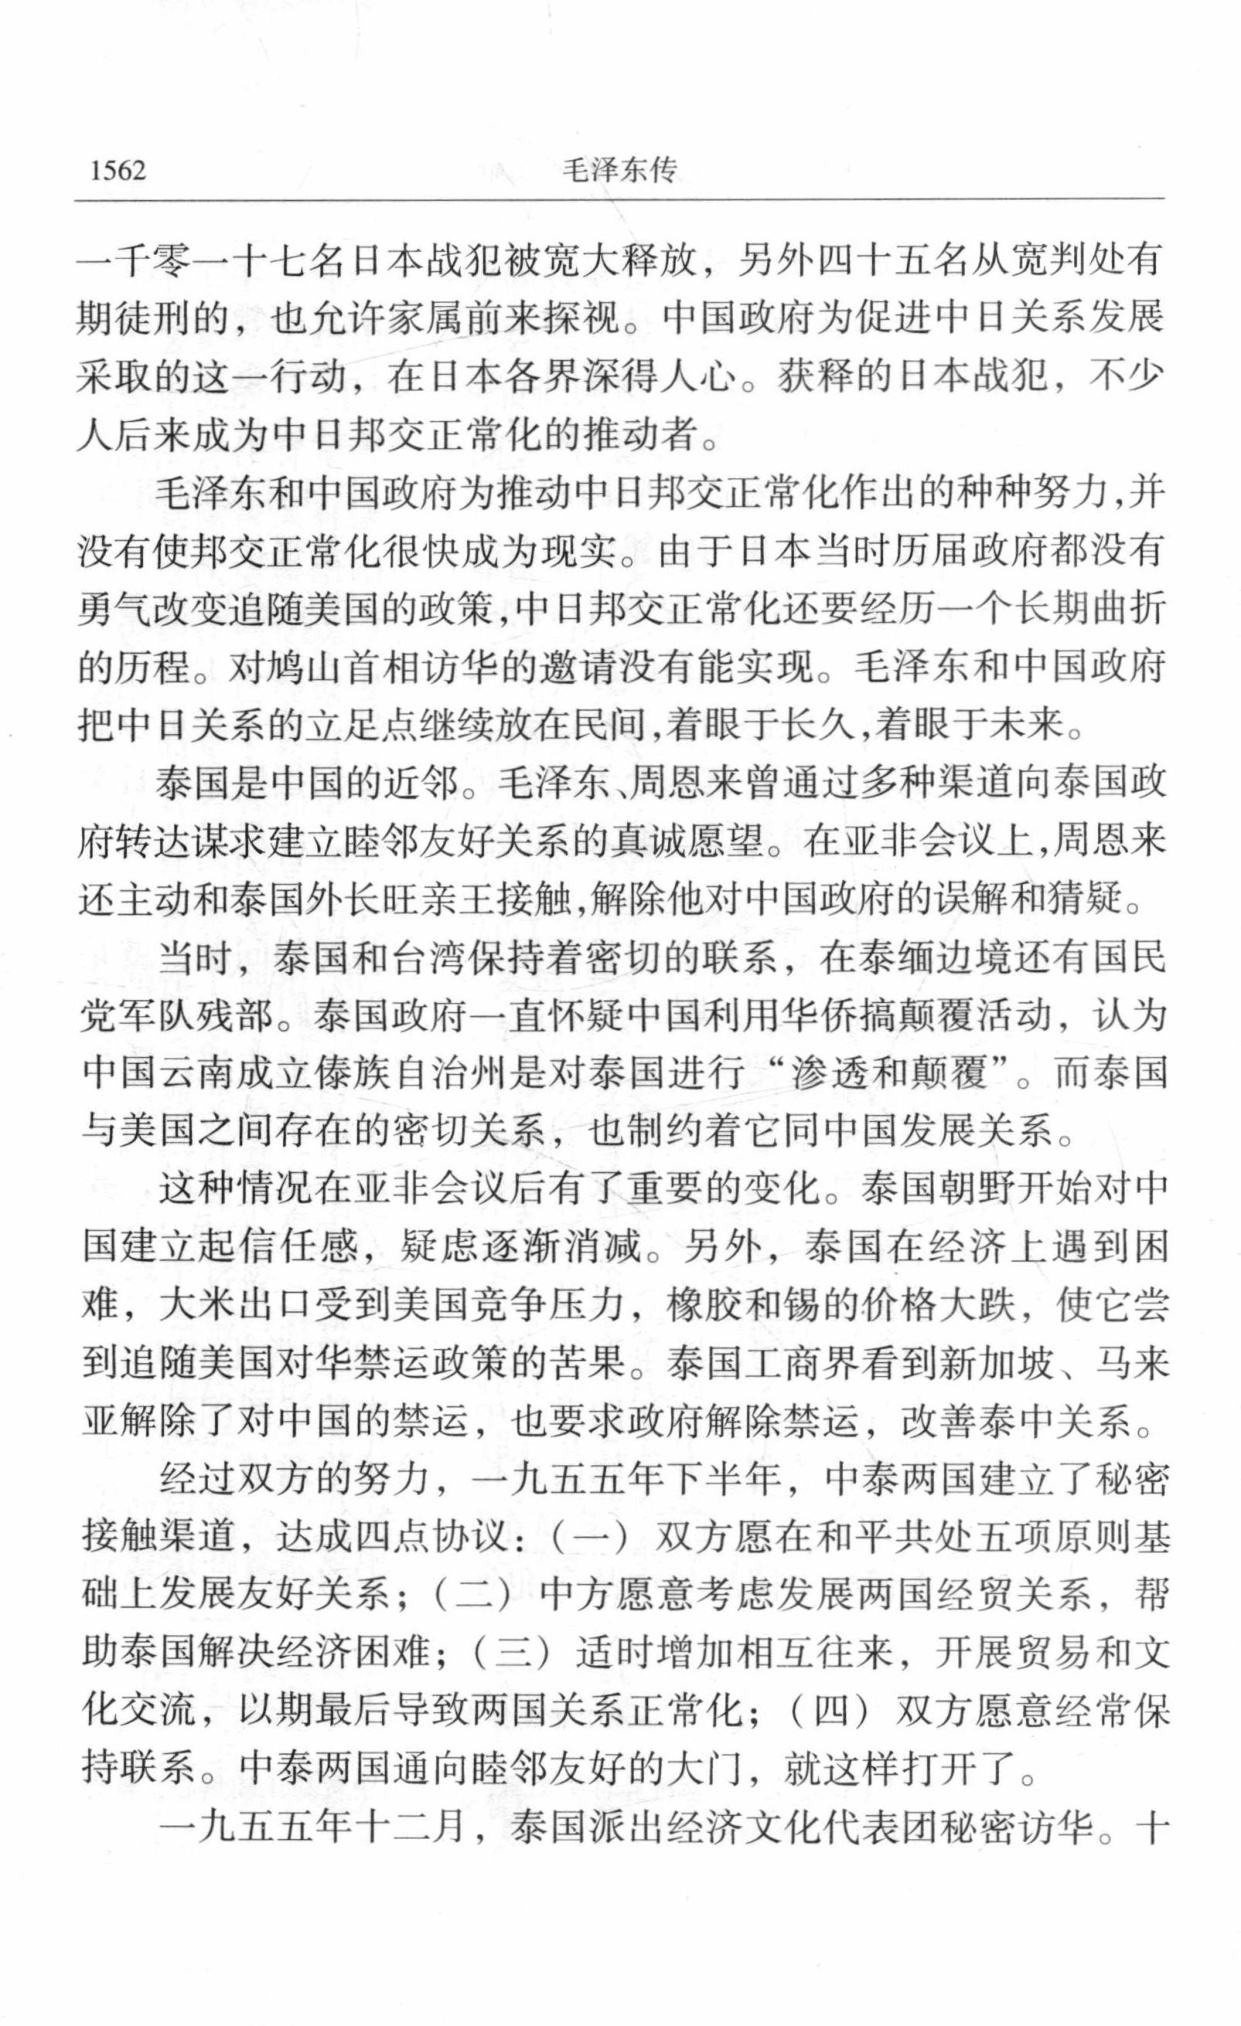 1562
毛泽东传
一千零一十七名日本战犯被宽大释放，另外四十五名从宽判处有
期徒刑的，也允许家属前来探视。中国政府为促进中日关系发展
采取的这一行动，在日本各界深得人心。获释的日本战犯，不少
人后来成为中日邦交正常化的推动者。
毛泽东和中国政府为推动中日邦交正常化作出的种种努力，并
没有使邦交正常化很快成为现实。由于日本当时历届政府都没有
勇气改变追随美国的政策，中日邦交正常化还要经历一个长期曲折
的历程。对鸠山首相访华的邀请没有能实现。毛泽东和中国政府
把中日关系的立足点继续放在民间，着眼于长久，着眼于未来。
泰国是中国的近邻。毛泽东、周恩来曾通过多种渠道向泰国政
府转达谋求建立睦邻友好关系的真诚愿望。在亚非会议上，周恩来
还主动和泰国外长旺亲王接触，解除他对中国政府的误解和猜疑。
当时，泰国和台湾保持着密切的联系，在泰缅边境还有国民
党军队残部。泰国政府一直怀疑中国利用华侨搞颠覆活动，认为
中国云南成立傣族自治州是对泰国进行“渗透和颠覆”。而泰国
与美国之间存在的密切关系，也制约着它同中国发展关系。
这种情况在亚非会议后有了重要的变化。泰国朝野开始对中
国建立起信任感，疑虑逐渐消减。另外，泰国在经济上遇到困
难，大米出口受到美国竞争压力，橡胶和锡的价格大跌，使它尝
到追随美国对华禁运政策的苦果。泰国工商界看到新加坡、马来
亚解除了对中国的禁运，也要求政府解除禁运，改善泰中关系。
经过双方的努力，一九五五年下半年，中泰两国建立了秘密
接触渠道，达成四点协议：（一）双方愿在和平共处五项原则基
础上发展友好关系；（二）中方愿意考虑发展两国经贸关系，帮
助泰国解决经济困难；（三）适时增加相互往来，开展贸易和文
化交流，以期最后导致两国关系正常化；（四）双方愿意经常保
持联系。中泰两国通向睦邻友好的大门，就这样打开了。
一九五五年十二月，泰国派出经济文化代表团秘密访华。十